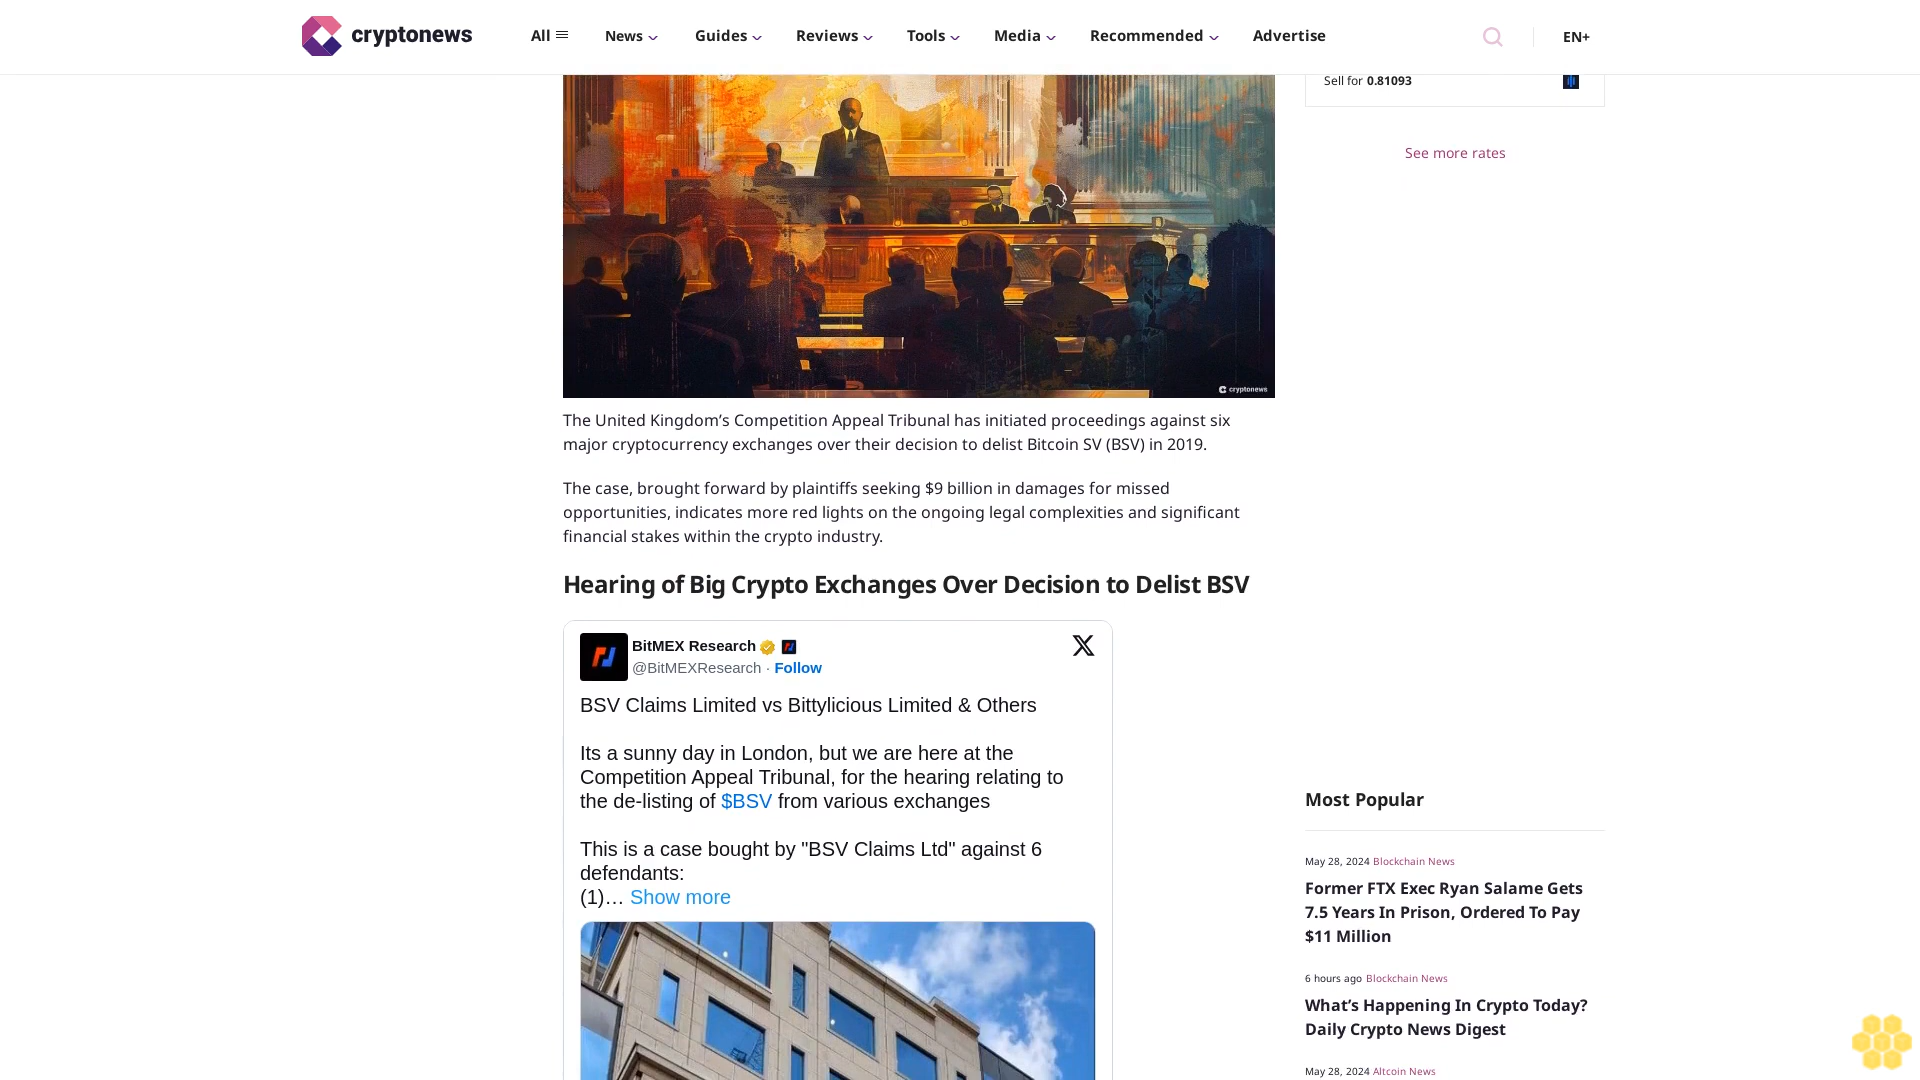 cryptonews
All
News
Guides
Reviews
Tools
Media
Recommended
Advertise
EN+
Sell for 0.81093
See more rates
cryptonews
The United Kingdom’s Competition Appeal Tribunal has initiated proceedings against six
major cryptocurrency exchanges over their decision to delist Bitcoin SV (BSV) in 2019.
The case, brought forward by plaintiffs seeking $9 billion in damages for missed
opportunities, indicates more red lights on the ongoing legal complexities and significant
financial stakes within the crypto industry.
Hearing of Big Crypto Exchanges Over Decision to Delist BSV
BitMEX Research
@BitMEXResearch · Follow
BSV Claims Limited vs Bittylicious Limited & Others
Its a sunny day in London, but we are here at the
Competition Appeal Tribunal, for the hearing relating to
the de-listing of $BSV from various exchanges
This is a case bought by "BSV Claims Ltd" against 6
defendants:
(1)… Show more
Most Popular
May 28, 2024 Blockchain News
Former FTX Exec Ryan Salame Gets
7.5 Years In Prison, Ordered To Pay
$11 Million
6 hours ago Blockchain News
What’s Happening In Crypto Today?
Daily Crypto News Digest
May 28, 2024 Altcoin News